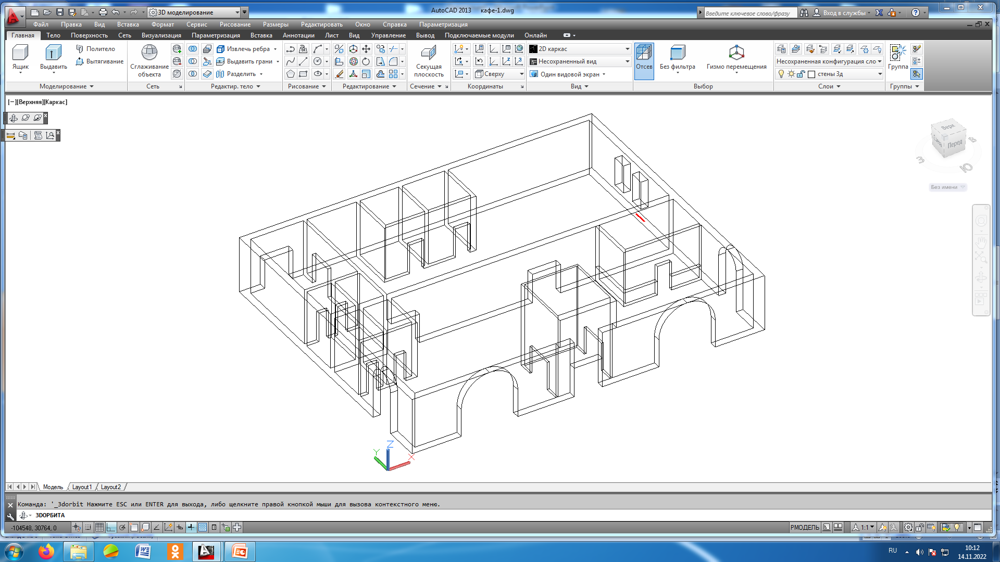 3D моделирование
AutoCAD 2013 кафе-1.dwg
Введите ключевое слово/фразу
Вход в службы
Файл Правка Вид Вставка Формат Сервис Рисование Размеры Редактировать Окно Справка Параметризация
Главная Тело Поверхность Сеть Визуализация Параметризация Вставка Аннотации Лист Вид Управление Вывод Подключаемые модули Онлайн
Ящик
Выдавить
Политело
Вытягивание
Моделирование
Сглаживание объекта
Сеть
Извлечь ребра
Выдавить грани
Разделить
Редактир. тело
Рисование
Редактирование
Секущая плоскость
Сечение
Сверху
Координаты
2D каркас
Несохраненный вид
Один видовой экран
Вид
Отсев
Без фильтра
Гизмо перемещения
Выбор
Несохраненная конфигурация сло
стены 3д
Слои
Группа
Группы
[−][Верхняя][Каркас]
Верх
Перед
З
Ю
В
Без имени
Z
Y
X
Модель Layout1 Layout2
Команда: '_3dorbit Нажмите ESC или ENTER для выхода, либо щелкните правой кнопкой мыши для вызова контекстного меню.
3DОРБИТА
-104548, 30764, 0
РМОДЕЛЬ
1:1
RU
10:12
14.11.2022